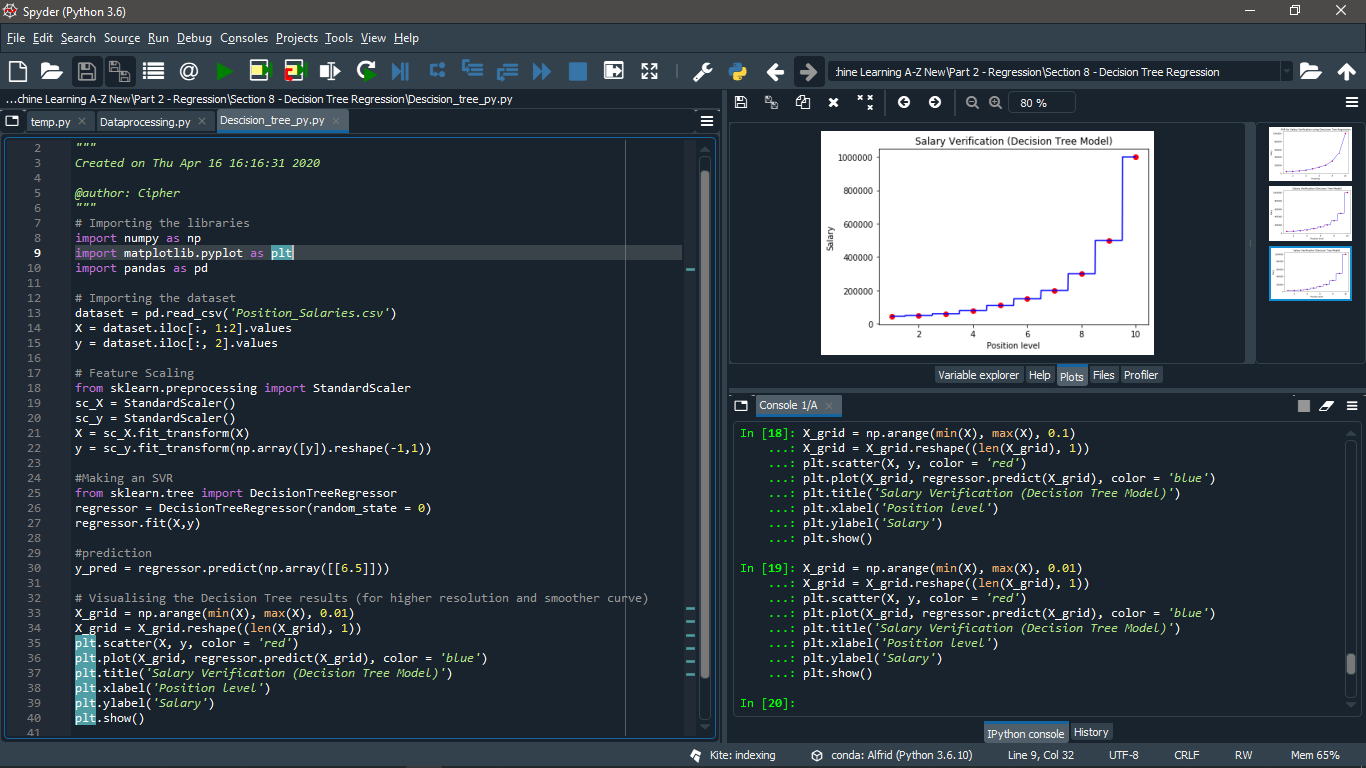 Spyder (Python 3.6)
File Edit Search Source Run Debug Consoles Projects Tools View Help
:hine Learning A-Z New\Part 2 - Regression\Section 8 - Decision Tree Regression
...chine Learning A-Z New\Part 2 - Regression\Section 8 - Decision Tree Regression\Descision_tree_py.py
temp.py Dataprocessing.py Descision_tree_py.py
2 """
3 Created on Thu Apr 16 16:16:31 2020
4
5 @author: Cipher
6 """
7 # Importing the libraries
8 import numpy as np
9 import matplotlib.pyplot as plt
10 import pandas as pd
11
12 # Importing the dataset
13 dataset = pd.read_csv('Position_Salaries.csv')
14 X = dataset.iloc[:, 1:2].values
15 y = dataset.iloc[:, 2].values
16
17 # Feature Scaling
18 from sklearn.preprocessing import StandardScaler
19 sc_X = StandardScaler()
20 sc_y = StandardScaler()
21 X = sc_X.fit_transform(X)
22 y = sc_y.fit_transform(np.array([y]).reshape(-1,1))
23
24 #Making an SVR
25 from sklearn.tree import DecisionTreeRegressor
26 regressor = DecisionTreeRegressor(random_state = 0)
27 regressor.fit(X,y)
28
29 #prediction
30 y_pred = regressor.predict(np.array([[6.5]]))
31
32 # Visualising the Decision Tree results (for higher resolution and smoother curve)
33 X_grid = np.arange(min(X), max(X), 0.01)
34 X_grid = X_grid.reshape((len(X_grid), 1))
35 plt.scatter(X, y, color = 'red')
36 plt.plot(X_grid, regressor.predict(X_grid), color = 'blue')
37 plt.title('Salary Verification (Decision Tree Model)')
38 plt.xlabel('Position level')
39 plt.ylabel('Salary')
40 plt.show()
41
80 %
Salary Verification (Decision Tree Model)
1000000
800000
600000
400000
200000
0
Salary
2 4 6 8 10
Position level
Variable explorer Help Plots Files Profiler
Console 1/A
In [18]: X_grid = np.arange(min(X), max(X), 0.1)
...: X_grid = X_grid.reshape((len(X_grid), 1))
...: plt.scatter(X, y, color = 'red')
...: plt.plot(X_grid, regressor.predict(X_grid), color = 'blue')
...: plt.title('Salary Verification (Decision Tree Model)')
...: plt.xlabel('Position level')
...: plt.ylabel('Salary')
...: plt.show()
In [19]: X_grid = np.arange(min(X), max(X), 0.01)
...: X_grid = X_grid.reshape((len(X_grid), 1))
...: plt.scatter(X, y, color = 'red')
...: plt.plot(X_grid, regressor.predict(X_grid), color = 'blue')
...: plt.title('Salary Verification (Decision Tree Model)')
...: plt.xlabel('Position level')
...: plt.ylabel('Salary')
...: plt.show()
In [20]:
IPython console History
Kite: indexing conda: Alfrid (Python 3.6.10) Line 9, Col 32 UTF-8 CRLF RW Mem 65%